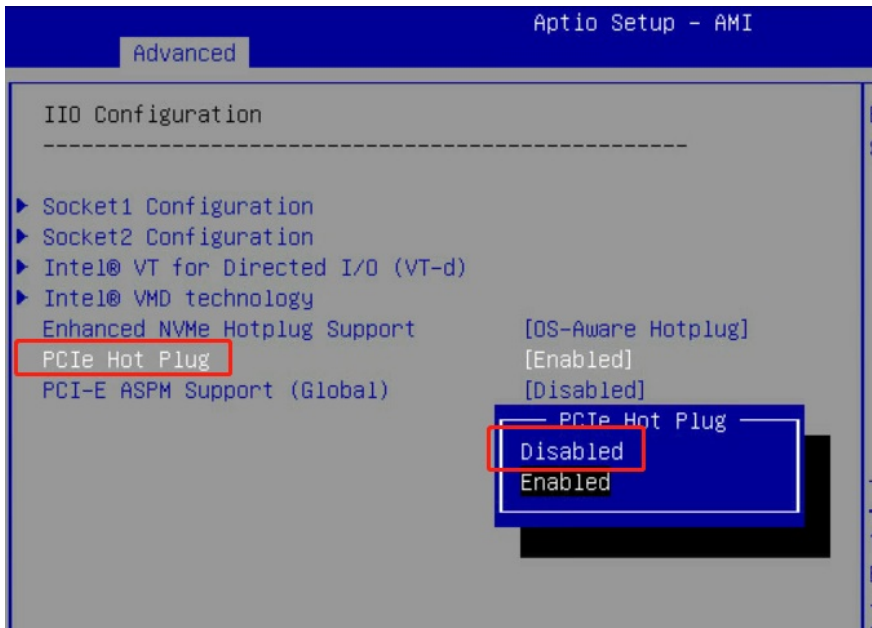 Aptio Setup – AMI
Advanced
IIO Configuration
--------------------------------------------------
Socket1 Configuration
Socket2 Configuration
Intel® VT for Directed I/O (VT-d)
Intel® VMD technology
Enhanced NVMe Hotplug Support [OS-Aware Hotplug]
PCIe Hot Plug [Enabled]
PCI-E ASPM Support (Global) [Disabled]
PCIe Hot Plug
Disabled
Enabled